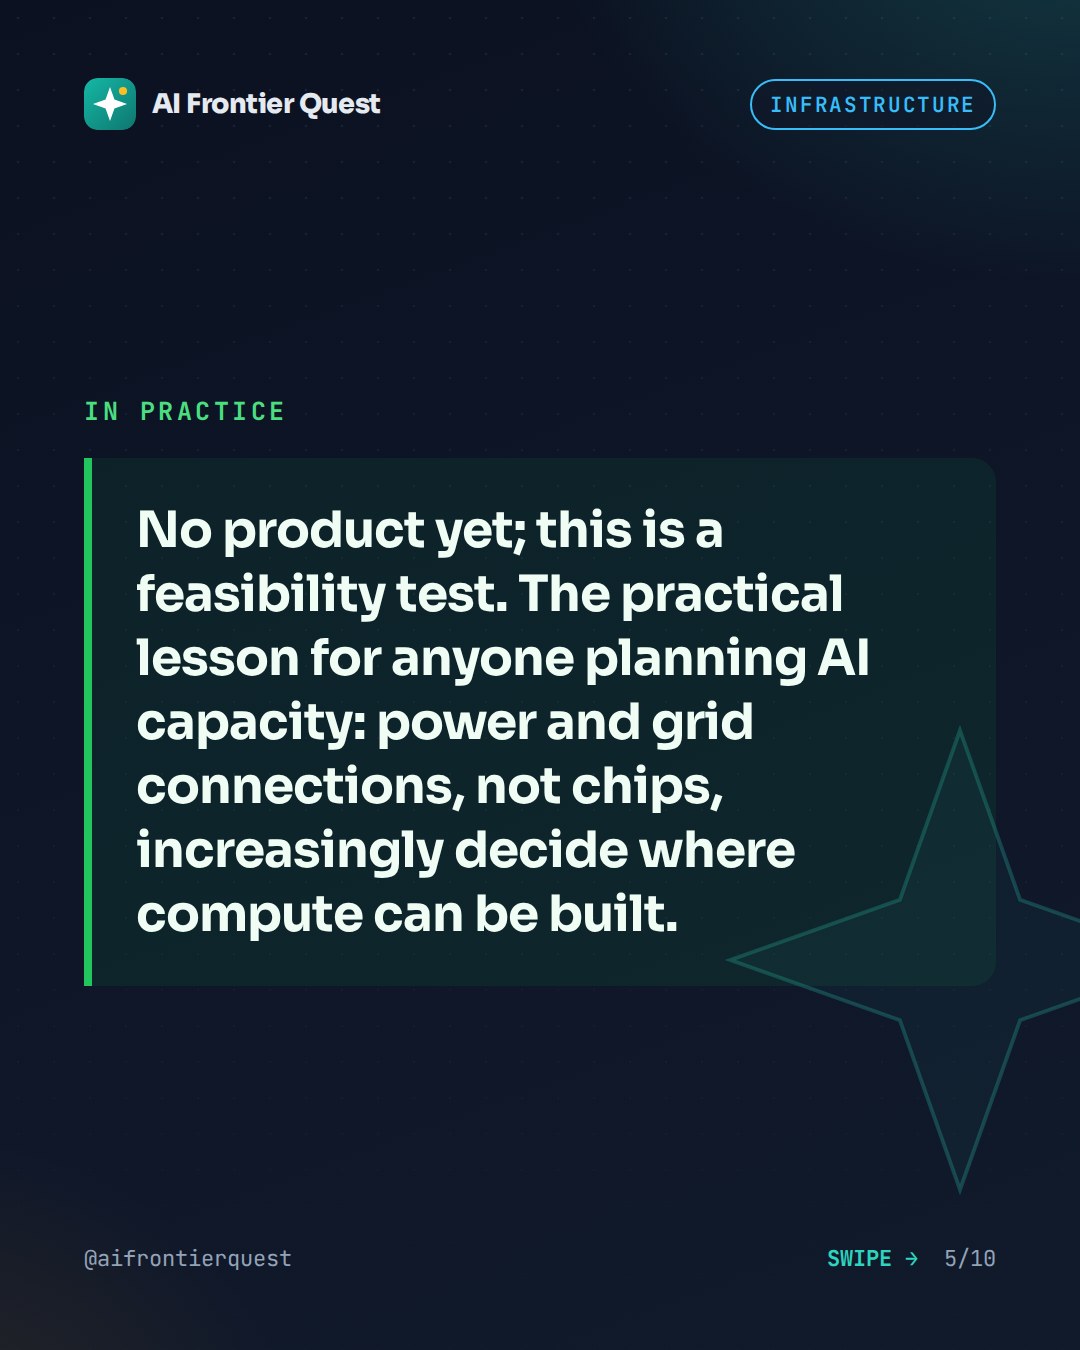 AI Frontier Quest
INFRASTRUCTURE
IN PRACTICE
No product yet; this is a
feasibility test. The practical
lesson for anyone planning AI
capacity: power and grid
connections, not chips,
increasingly decide where
compute can be built.
@aifrontierquest
SWIPE → 5/10